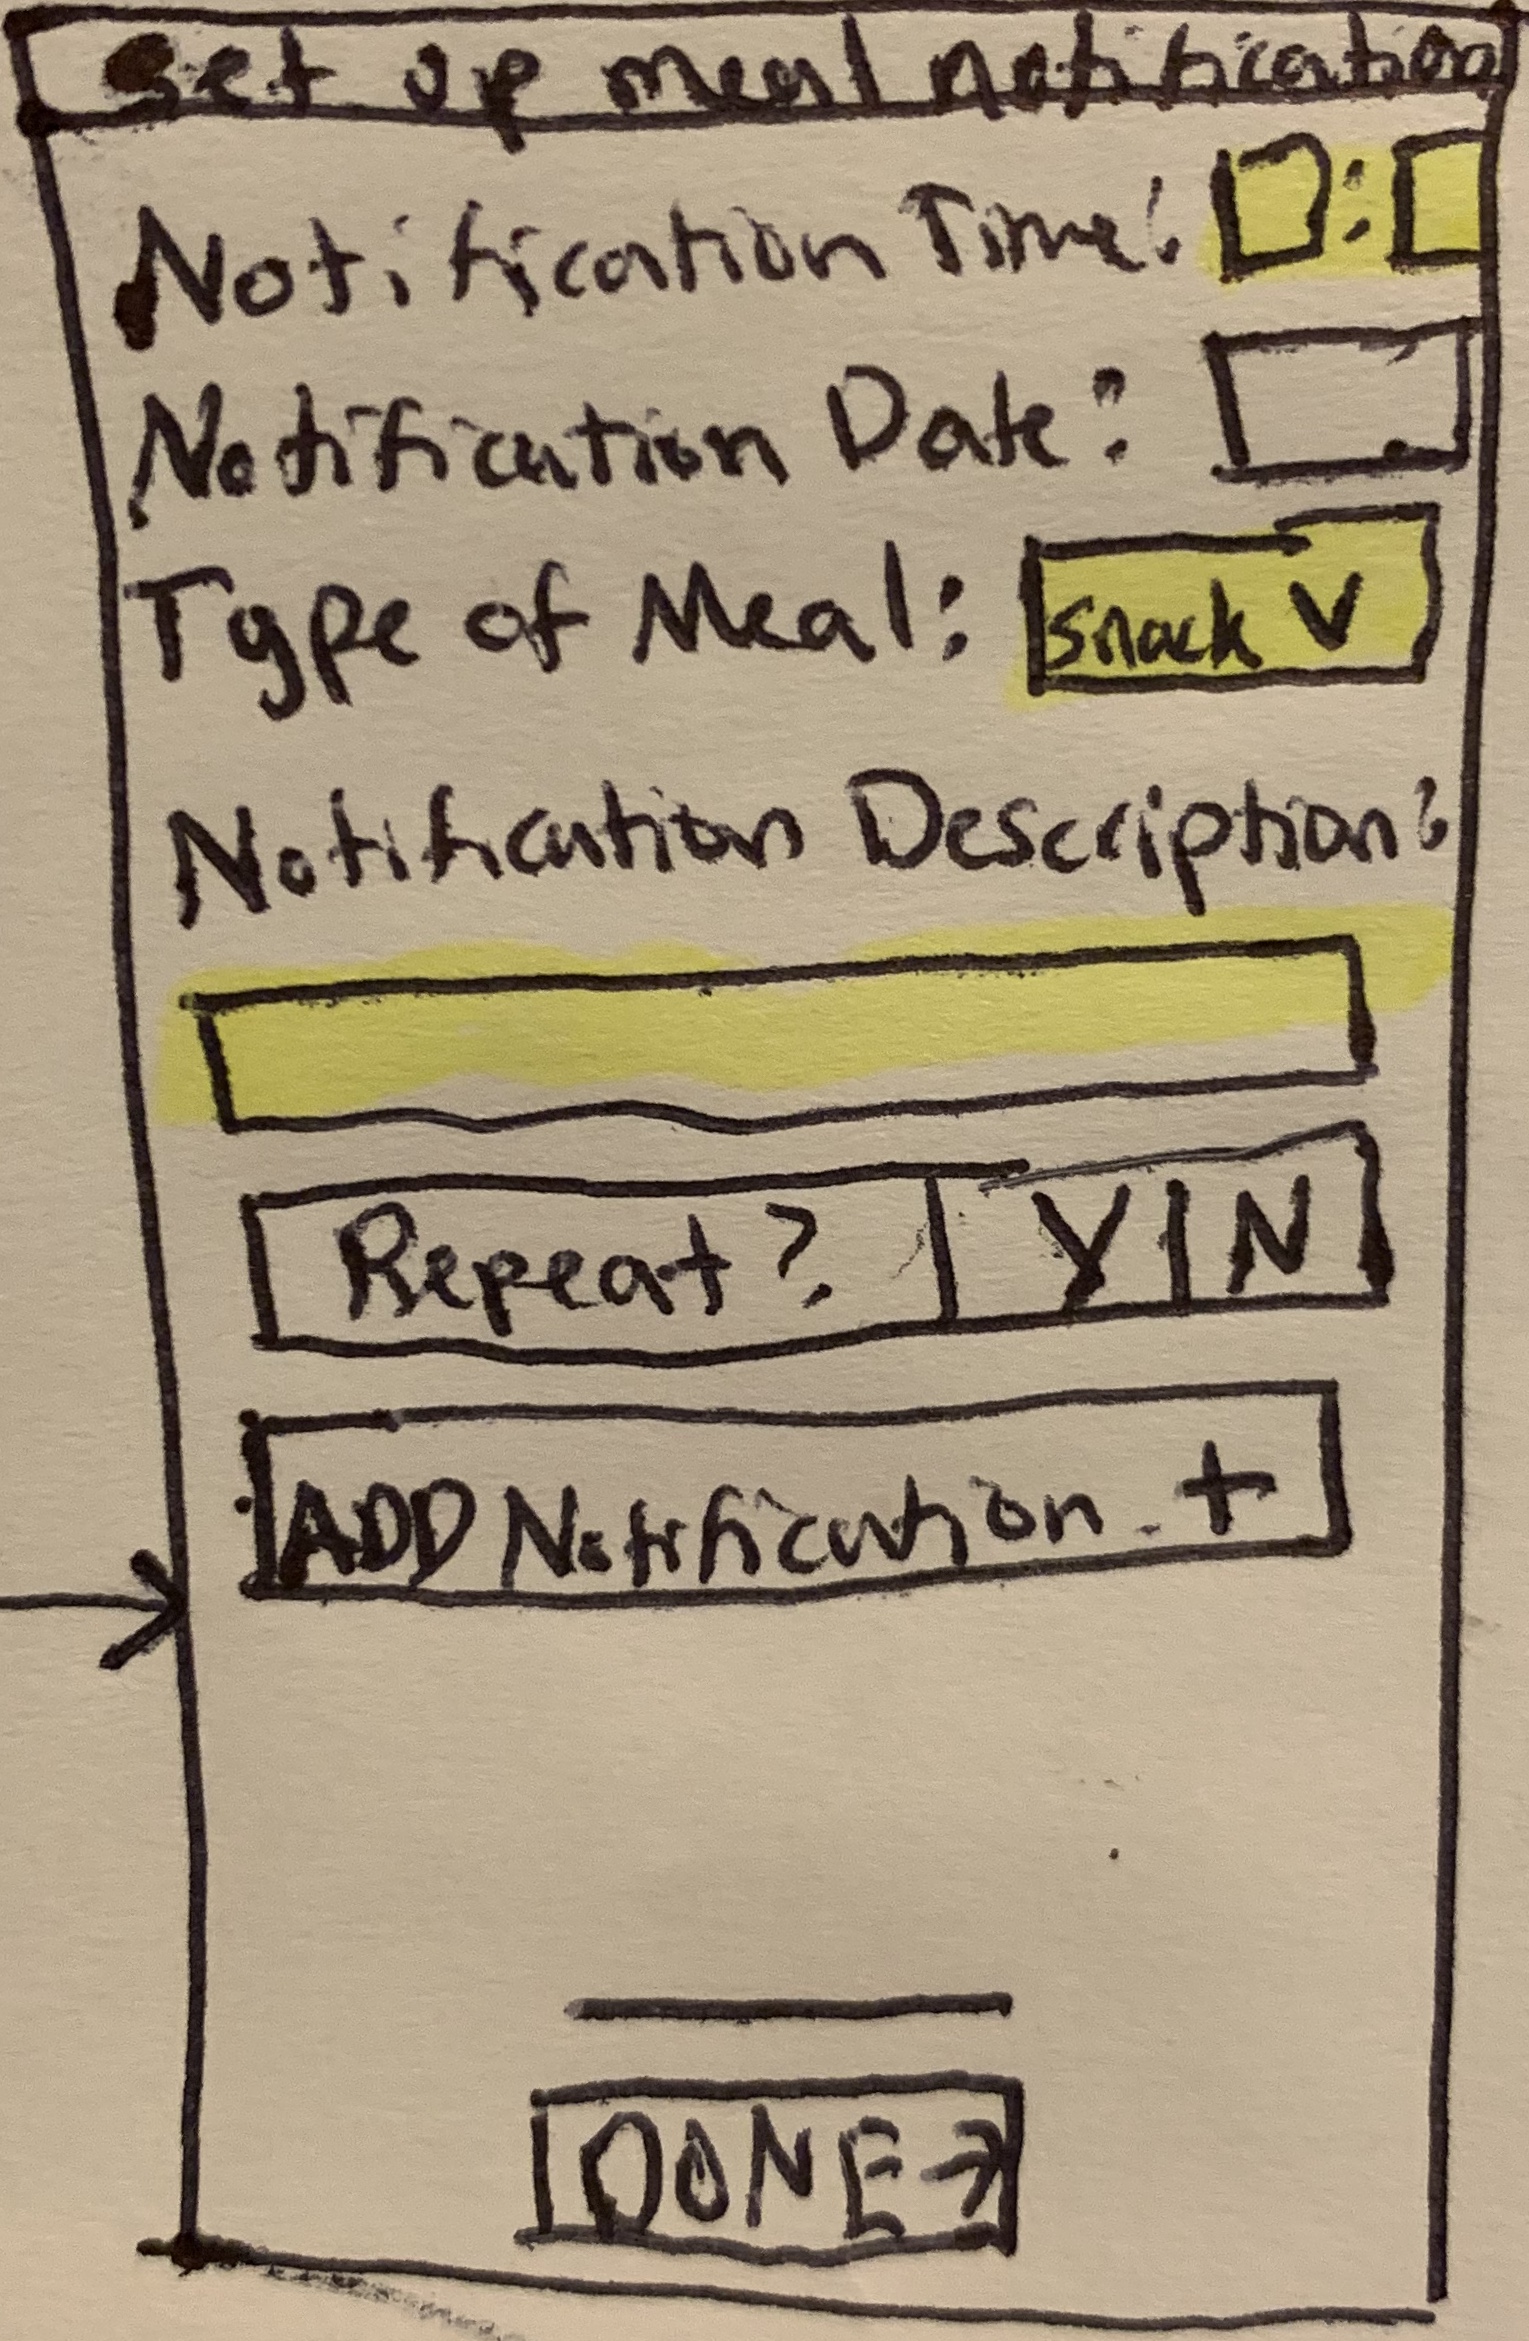 set up meal notification
Notification Time: :
Notification Date:
Type of Meal: snack V
Notification Description:
Repeat? Y N
ADD Notification +
DONE →